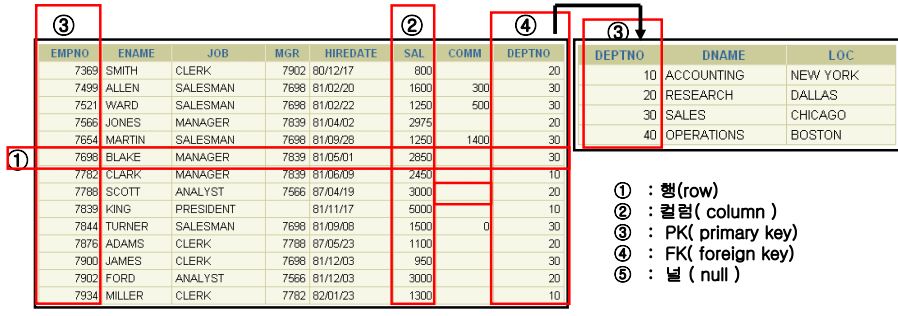 ③ ② ④ ③
EMPNO ENAME JOB MGR HIREDATE SAL COMM DEPTNO
7369 SMITH CLERK 7902 80/12/17 800 20
7499 ALLEN SALESMAN 7698 81/02/20 1600 300 30
7521 WARD SALESMAN 7698 81/02/22 1250 500 30
7566 JONES MANAGER 7839 81/04/02 2975 20
7654 MARTIN SALESMAN 7698 81/09/28 1250 1400 30
① 7698 BLAKE MANAGER 7839 81/05/01 2850 30
7782 CLARK MANAGER 7839 81/06/09 2450 10
7788 SCOTT ANALYST 7566 87/04/19 3000 20
7839 KING PRESIDENT 81/11/17 5000 10
7844 TURNER SALESMAN 7698 81/09/08 1500 0 30
7876 ADAMS CLERK 7788 87/05/23 1100 20
7900 JAMES CLERK 7698 81/12/03 950 30
7902 FORD ANALYST 7566 81/12/03 3000 20
7934 MILLER CLERK 7782 82/01/23 1300 10
DEPTNO DNAME LOC
10 ACCOUNTING NEW YORK
20 RESEARCH DALLAS
30 SALES CHICAGO
40 OPERATIONS BOSTON
① : 행(row)
② : 컬럼( column )
③ : PK( primary key)
④ : FK( foreign key)
⑤ : 널 ( null )